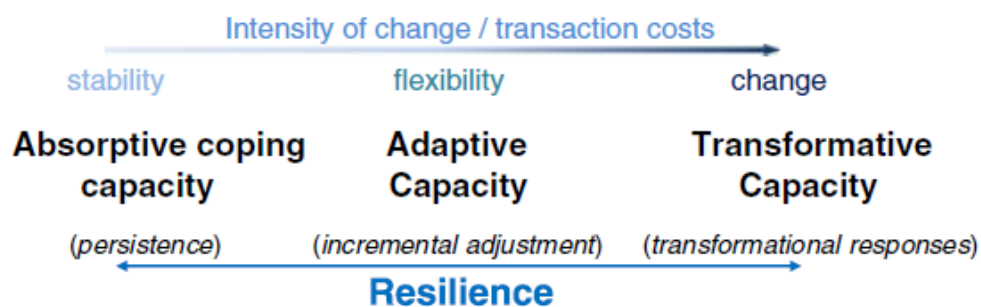 Intensity of change / transaction costs
stability flexibility change
Absorptive coping capacity
Adaptive Capacity
Transformative Capacity
(persistence) (incremental adjustment) (transformational responses)
Resilience